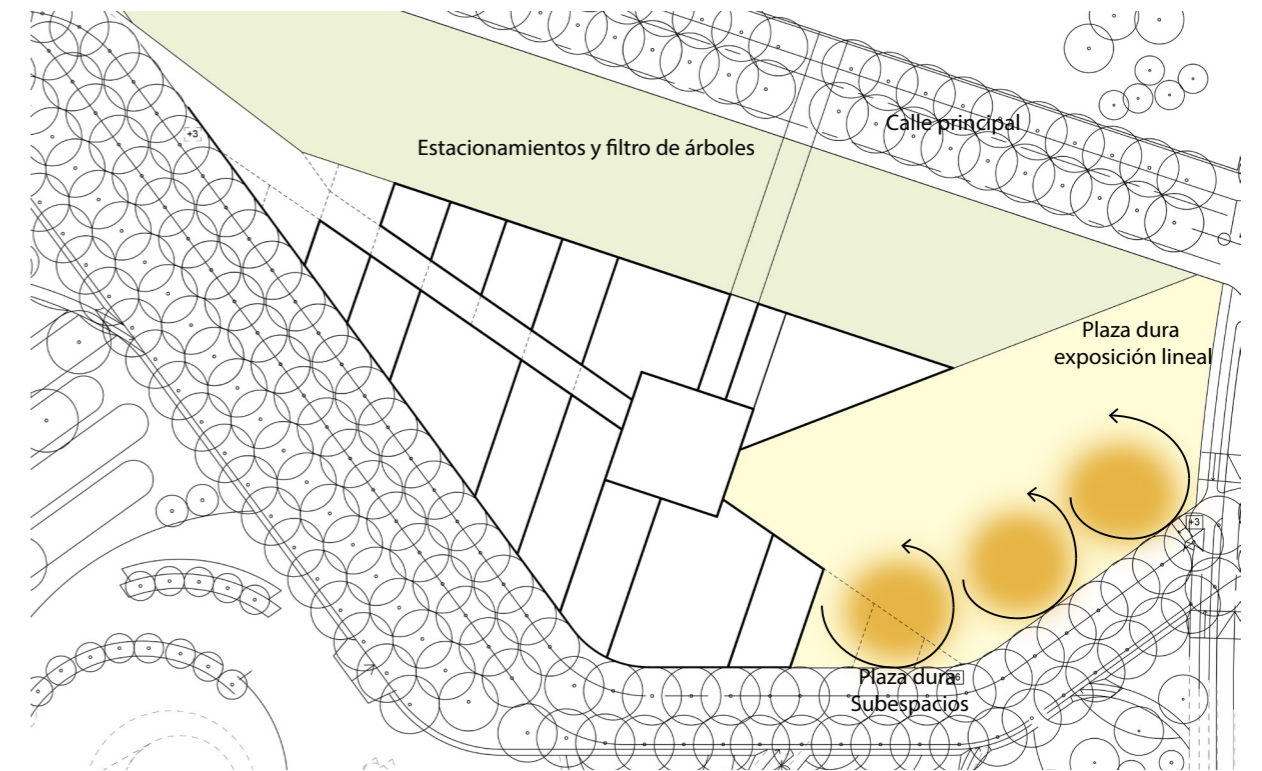 Calle principal
+3
Estacionamientos y filtro de árboles
Plaza dura
exposición lineal
+3
Plaza dura
Subespacios